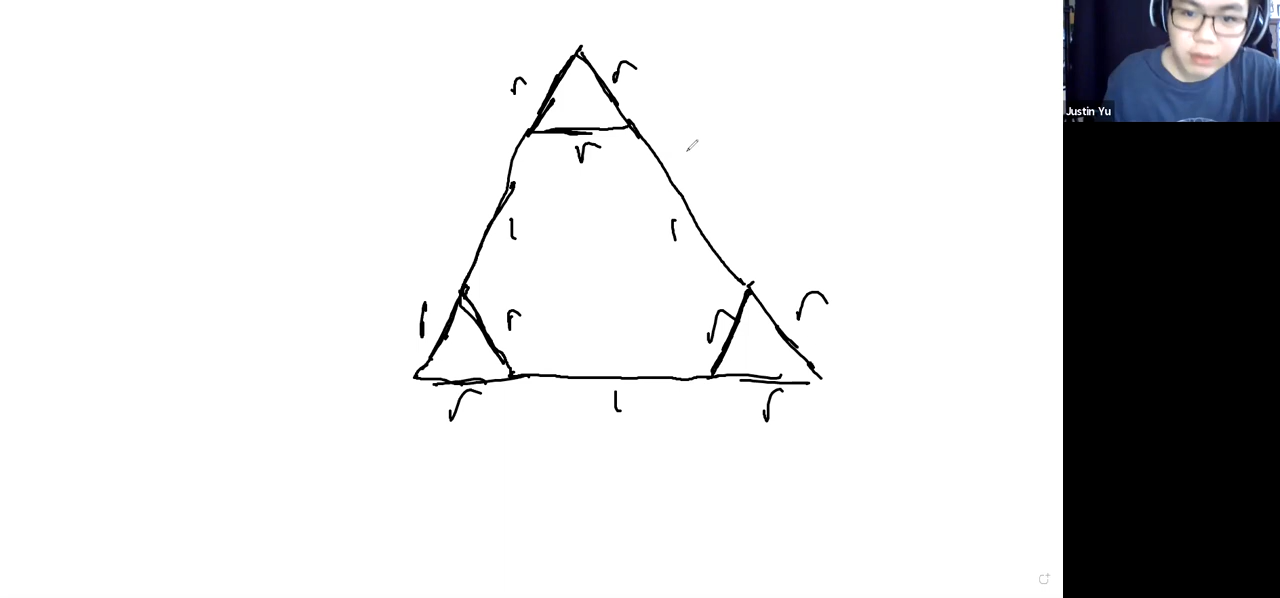 r r
r
l l
r r r r
r l r
Justin Yu